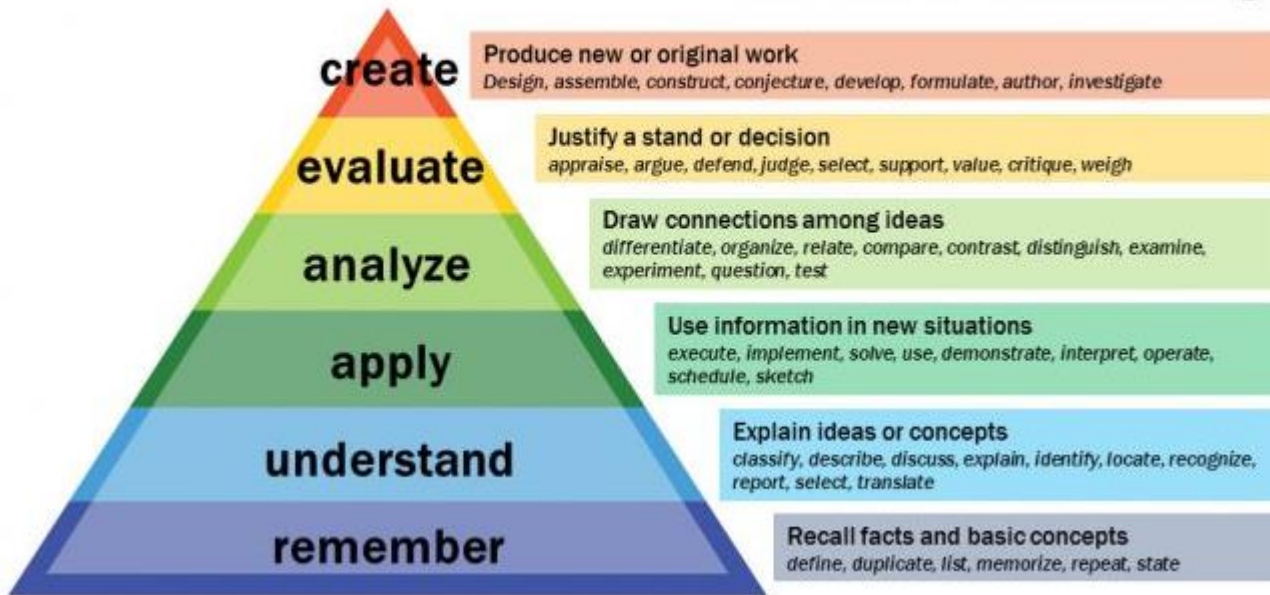 create
Produce new or original work
Design, assemble, construct, conjecture, develop, formulate, author, investigate
evaluate
Justify a stand or decision
appraise, argue, defend, judge, select, support, value, critique, weigh
analyze
Draw connections among ideas
differentiate, organize, relate, compare, contrast, distinguish, examine,
experiment, question, test
apply
Use information in new situations
execute, implement, solve, use, demonstrate, interpret, operate,
schedule, sketch
understand
Explain ideas or concepts
classify, describe, discuss, explain, identify, locate, recognize,
report, select, translate
remember
Recall facts and basic concepts
define, duplicate, list, memorize, repeat, state